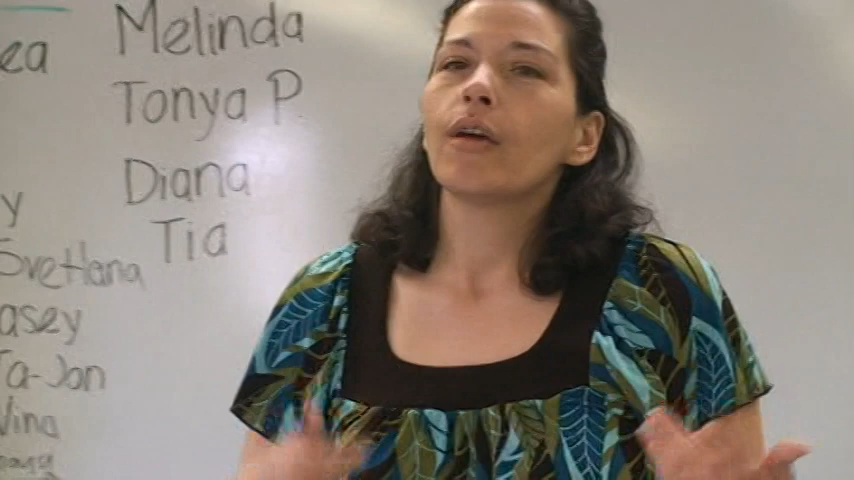 Melinda
Tonya P.
Diana
Tia
ea
y
Svetlana
asey
Ta-Jon
Vina